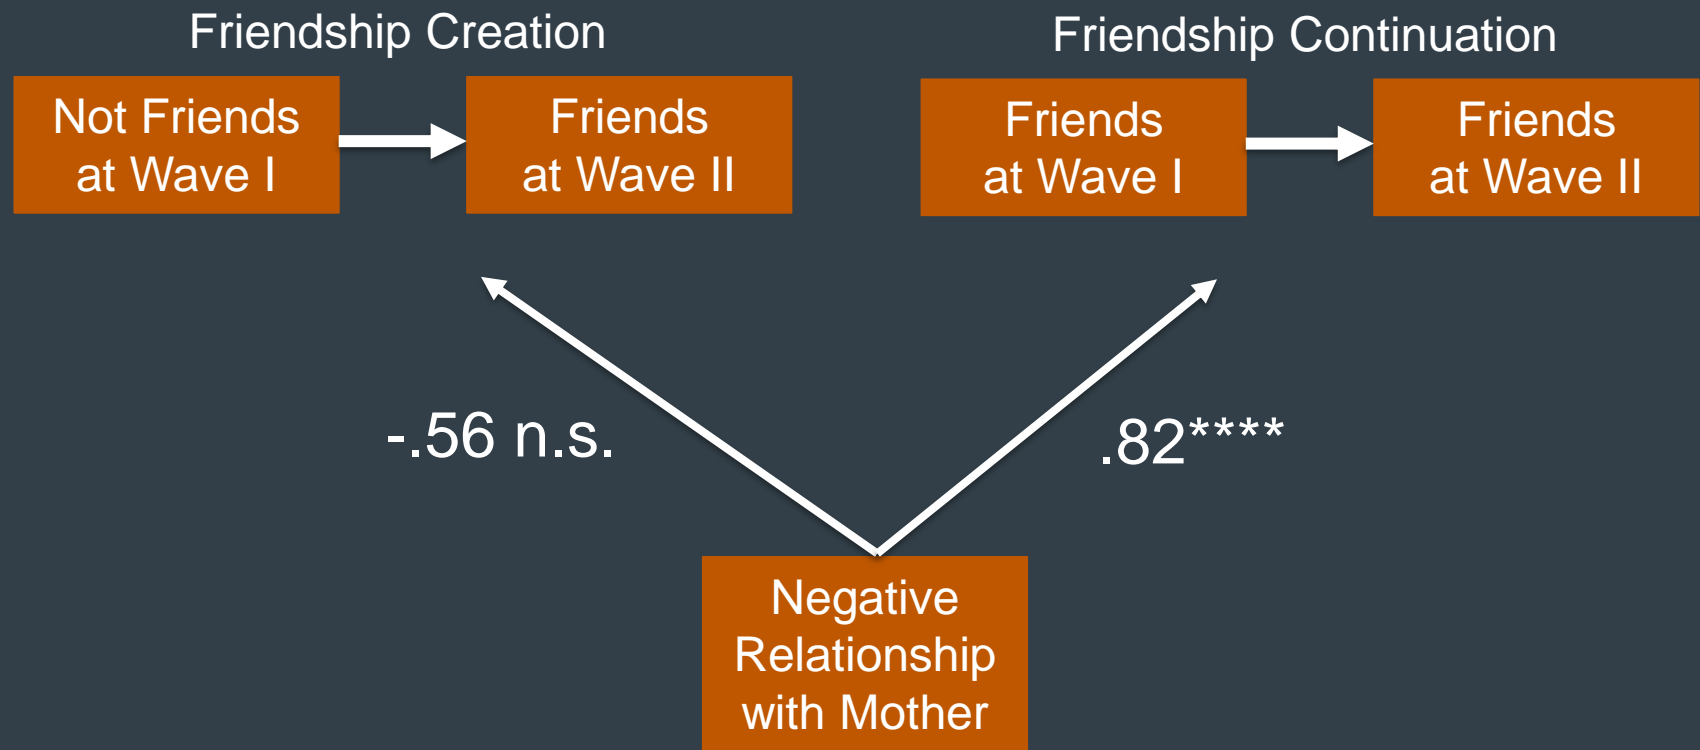 Friendship Creation
Friendship Continuation
Not Friends
at Wave I
Friends
at Wave II
Friends
at Wave I
Friends
at Wave II
-.56 n.s.
.82****
Negative
Relationship
with Mother